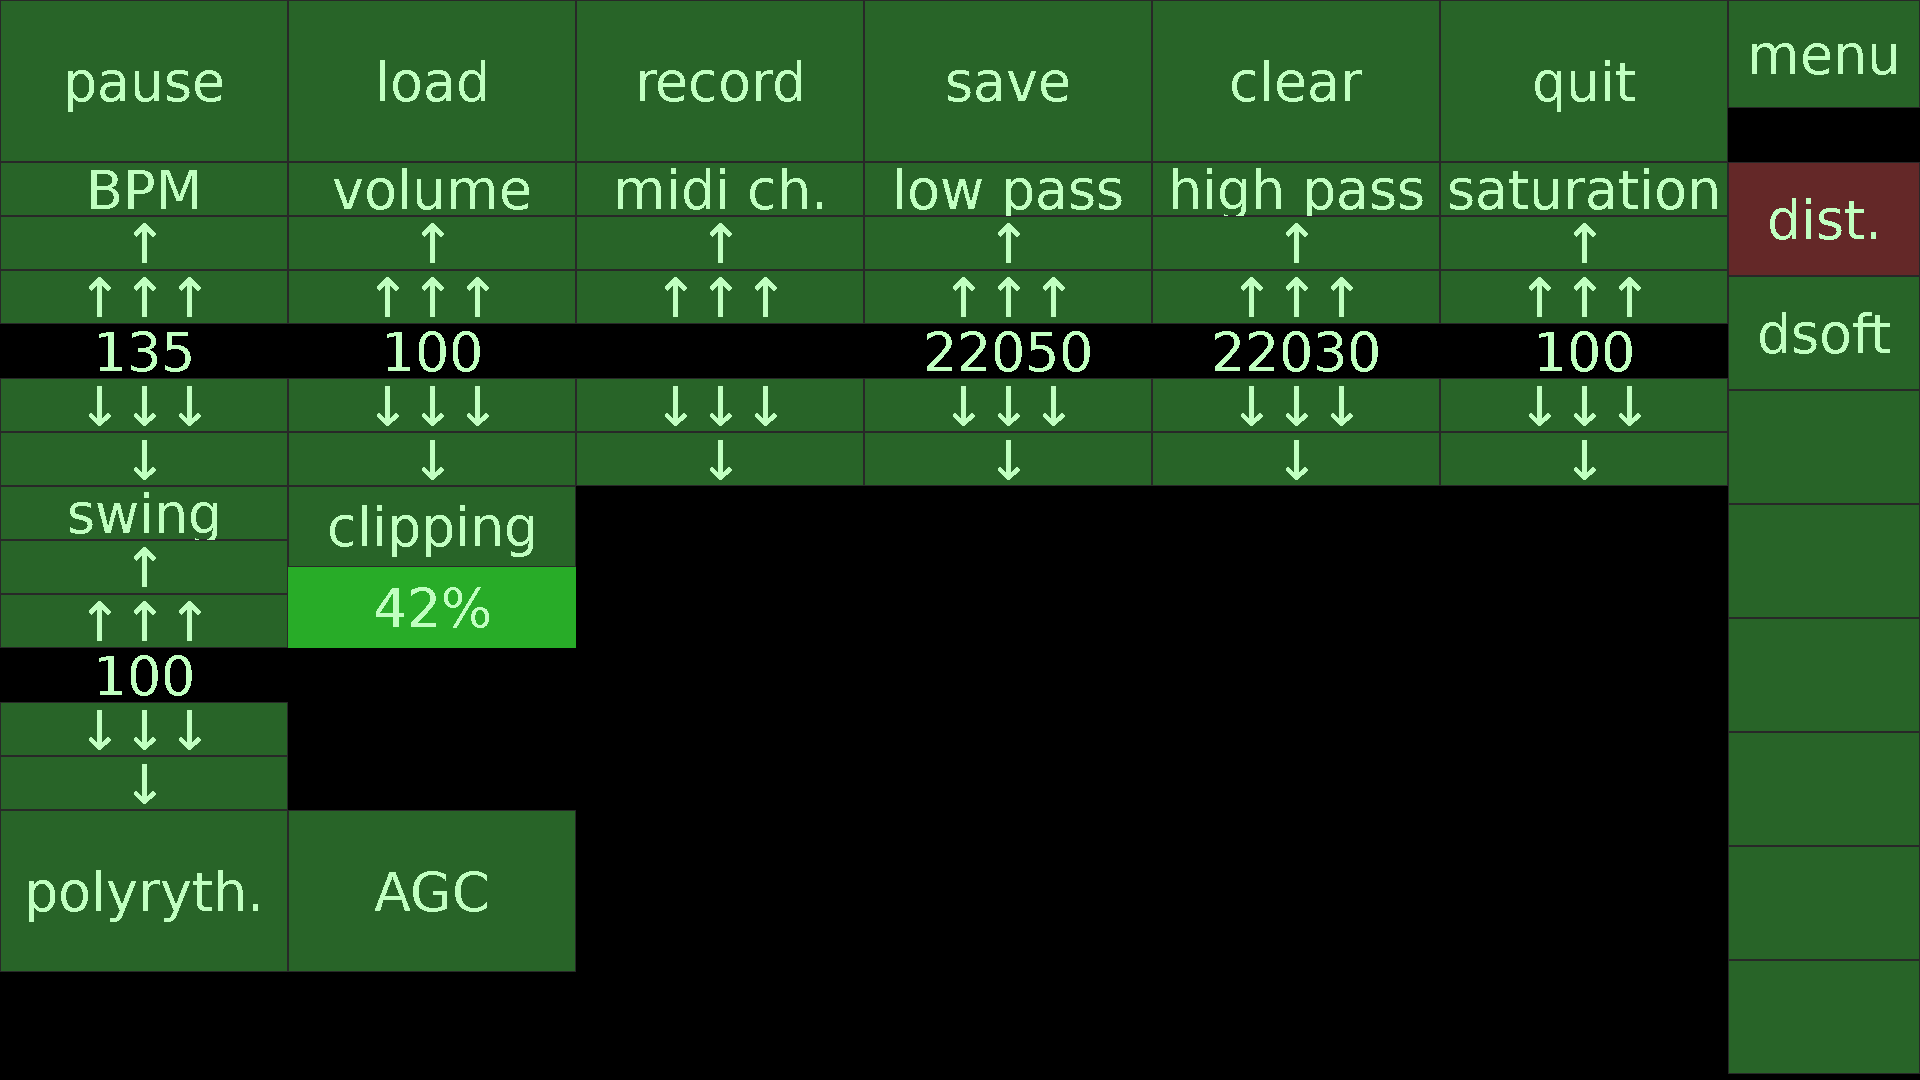 pause load record save clear quit menu
BPM volume midi ch. low pass high pass saturation dist.
↑ ↑ ↑ ↑ ↑ ↑
↑↑↑ ↑↑↑ ↑↑↑ ↑↑↑ ↑↑↑ ↑↑↑
135 100 22050 22030 100 dsoft
↓↓↓ ↓↓↓ ↓↓↓ ↓↓↓ ↓↓↓ ↓↓↓
↓ ↓ ↓ ↓ ↓ ↓
swing clipping
↑
↑↑↑ 42%
100
↓↓↓
↓
polyryth. AGC